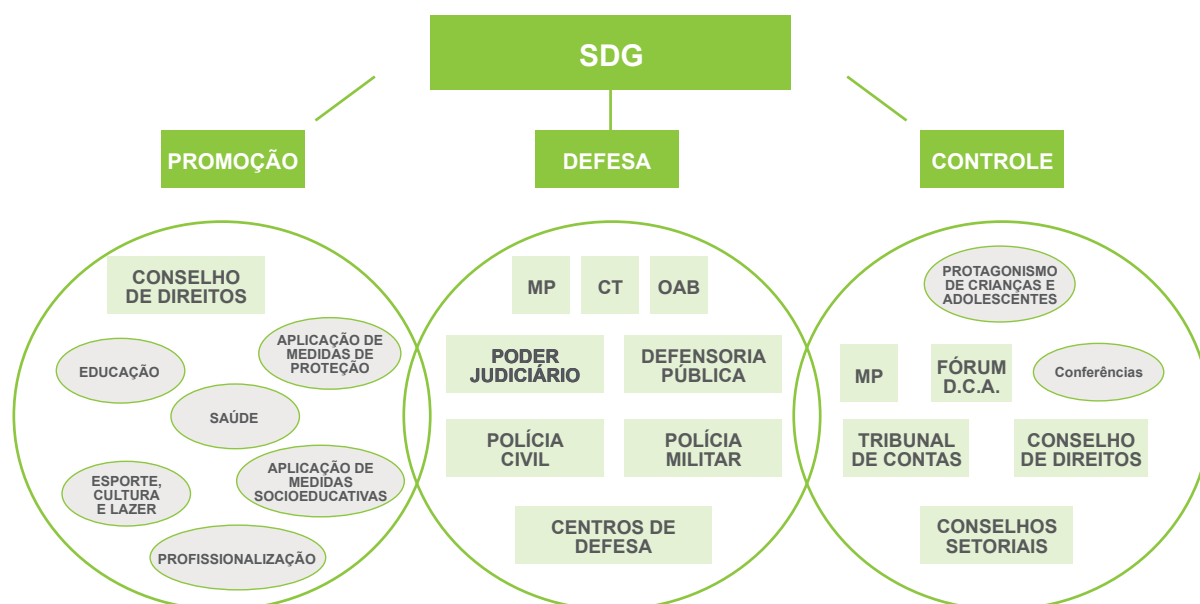 SDG
PROMOÇÃO
DEFESA
CONTROLE
CONSELHO
DE DIREITOS
EDUCAÇÃO
APLICAÇÃO DE
MEDIDAS DE
PROTEÇÃO
SAÚDE
ESPORTE,
CULTURA
E LAZER
APLICAÇÃO DE
MEDIDAS
SOCIOEDUCATIVAS
PROFISSIONALIZAÇÃO
MP
CT
OAB
PODER
JUDICIÁRIO
DEFENSORIA
PÚBLICA
POLÍCIA
CIVIL
POLÍCIA
MILITAR
CENTROS DE
DEFESA
PROTAGONISMO
DE CRIANÇAS E
ADOLESCENTES
MP
FÓRUM
D.C.A.
Conferências
TRIBUNAL
DE CONTAS
CONSELHO
DE DIREITOS
CONSELHOS
SETORIAIS